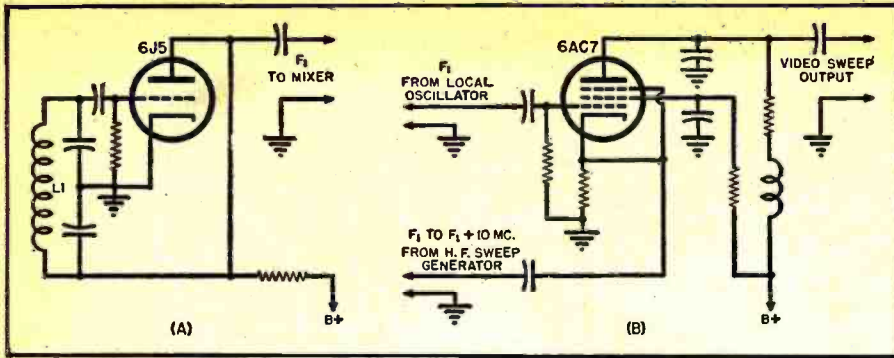 6J5
F1
TO MIXER
L1
B+
(A)
6AC7
F1
FROM LOCAL
OSCILLATOR
VIDEO SWEEP
OUTPUT
F1 TO F1 + 10 MC.
FROM H. F. SWEEP
GENERATOR
B+
(B)